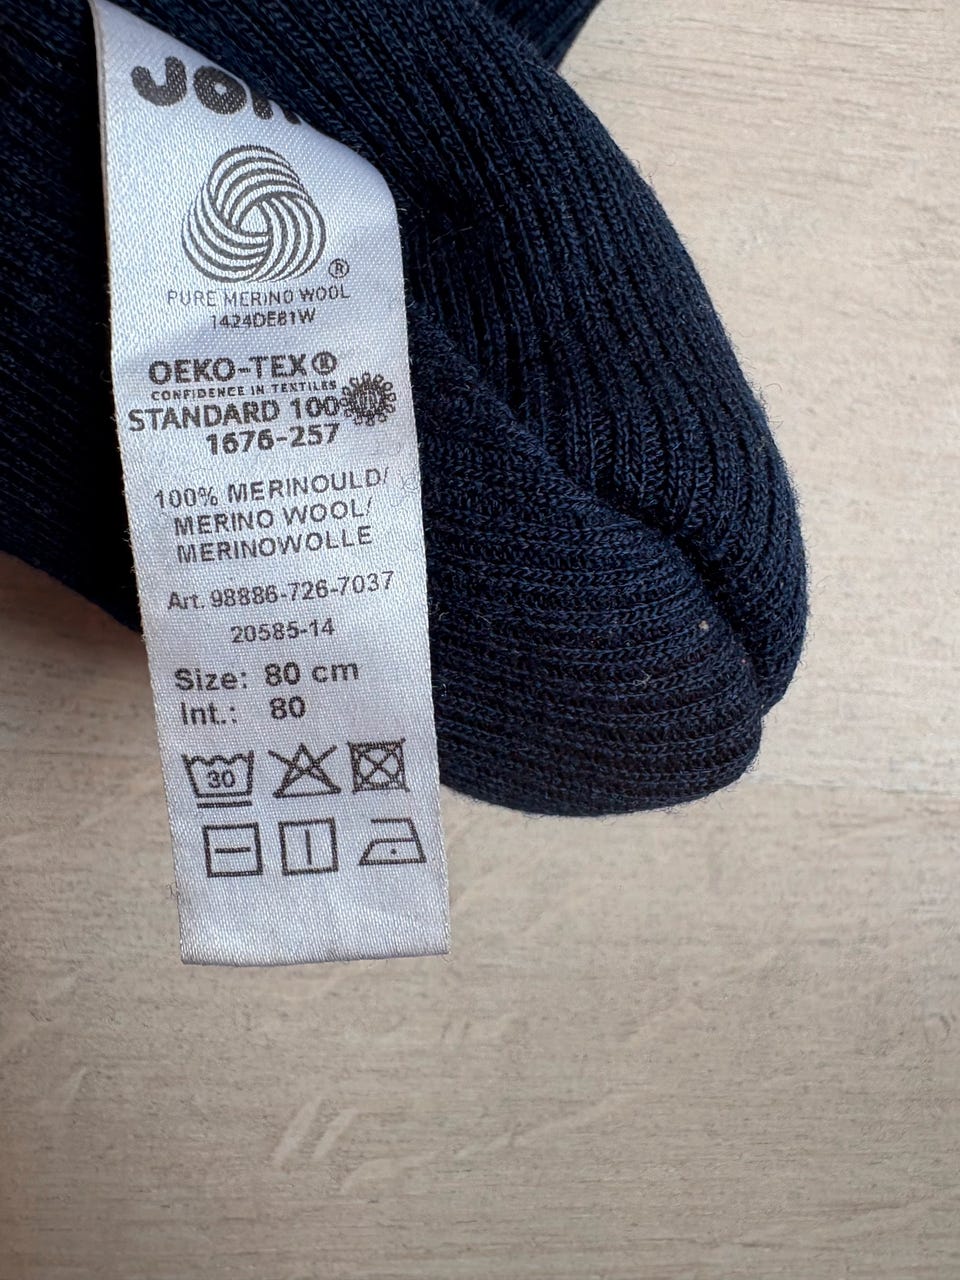 ®
PURE MERINO WOOL
1424DE81W
OEKO-TEX®
CONFIDENCE IN TEXTILES
STANDARD 100
1676-257
100% MERINOULD/
MERINO WOOL/
MERINOWOLLE
Art. 98886-726-7037
20585-14
Size: 80 cm
Int.: 80
30